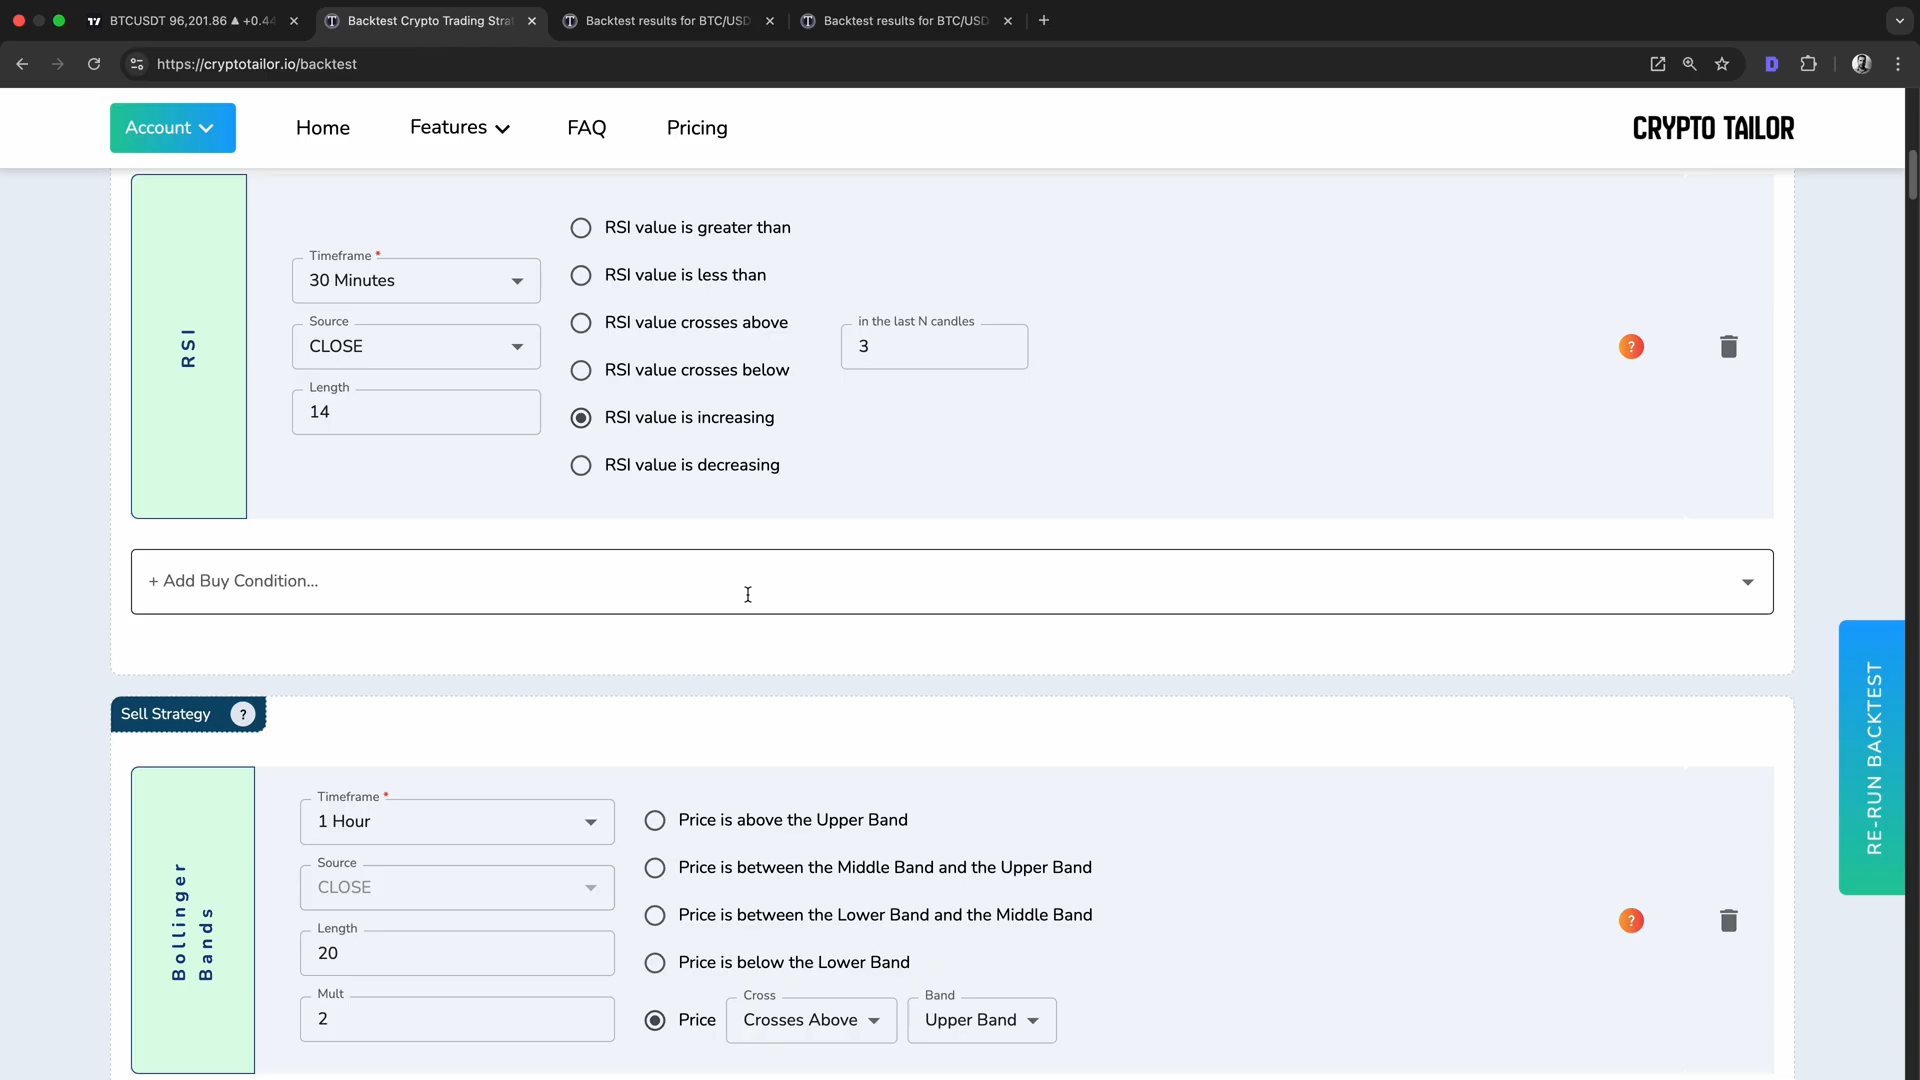 BTCUSDT 96,201.86 ▲ +0.44
Backtest Crypto Trading Strat
Backtest results for BTC/USD
Backtest results for BTC/USD
https://cryptotailor.io/backtest
Account
Home
Features
FAQ
Pricing
CRYPTO TAILOR
RSI
Timeframe *
30 Minutes
Source
CLOSE
Length
14
RSI value is greater than
RSI value is less than
RSI value crosses above
RSI value crosses below
RSI value is increasing
RSI value is decreasing
in the last N candles
3
?
+ Add Buy Condition...
Sell Strategy ?
Bollinger
Bands
Timeframe *
1 Hour
Source
CLOSE
Length
20
Mult
2
Price is above the Upper Band
Price is between the Middle Band and the Upper Band
Price is between the Lower Band and the Middle Band
Price is below the Lower Band
Price
Cross
Crosses Above
Band
Upper Band
?
RE-RUN BACKTEST